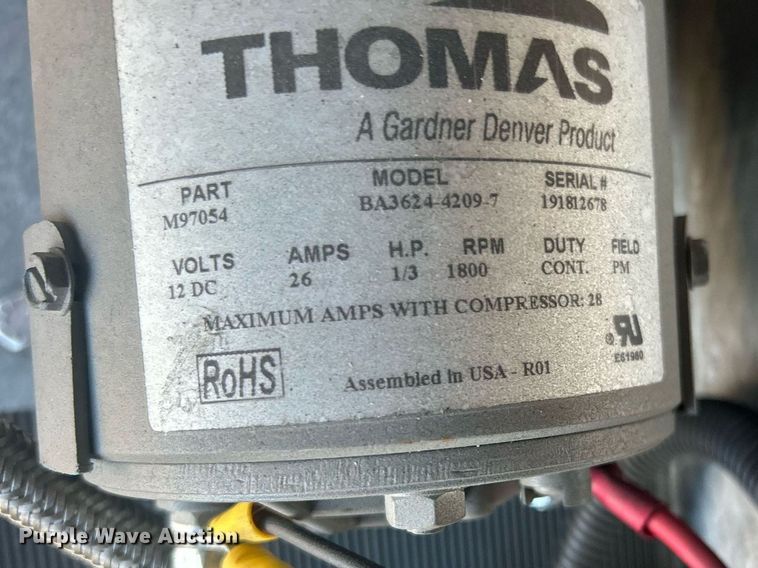 THOMAS
A Gardner Denver Product
PART MODEL SERIAL #
M97054 BA3624-4209-7 191812678
VOLTS AMPS H.P. RPM DUTY FIELD
12 DC 26 1/3 1800 CONT. PM
MAXIMUM AMPS WITH COMPRESSOR: 28
RoHS
Assembled in USA - R01
E61980
Purple Wave Auction